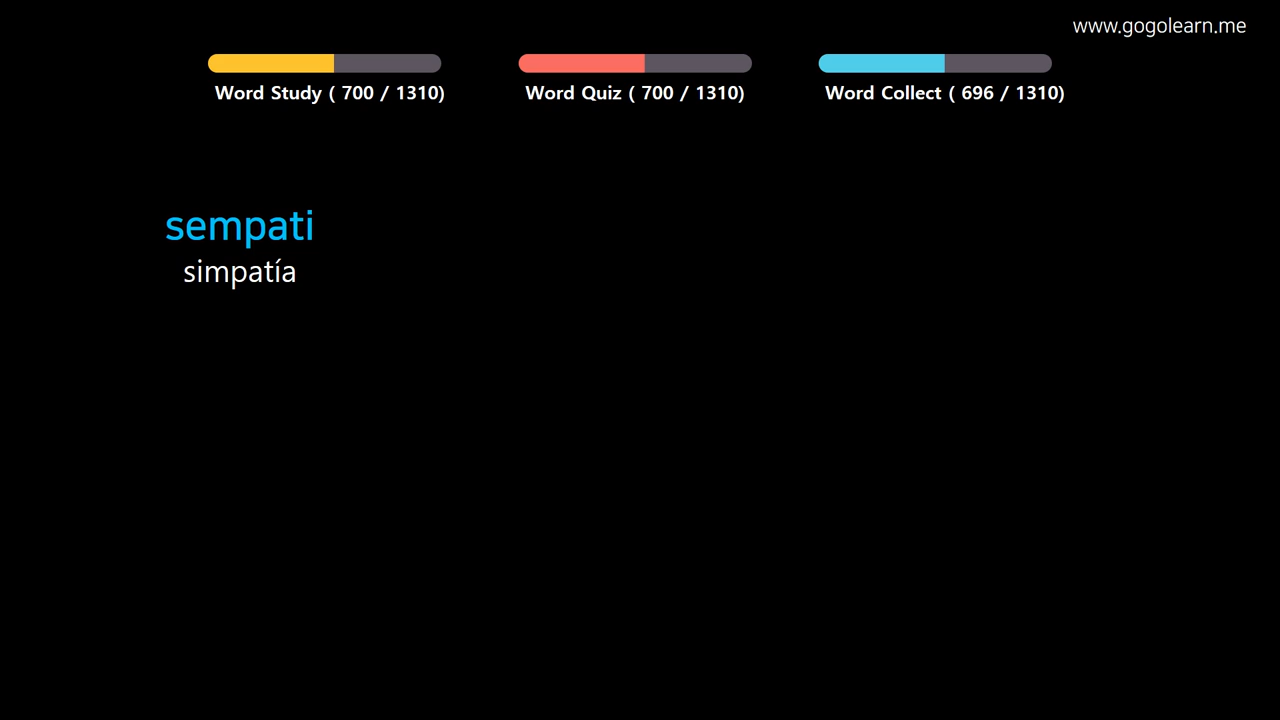 www.gogolearn.me
Word Study ( 700 / 1310)
Word Quiz ( 700 / 1310)
Word Collect ( 696 / 1310)
sempati
simpatía